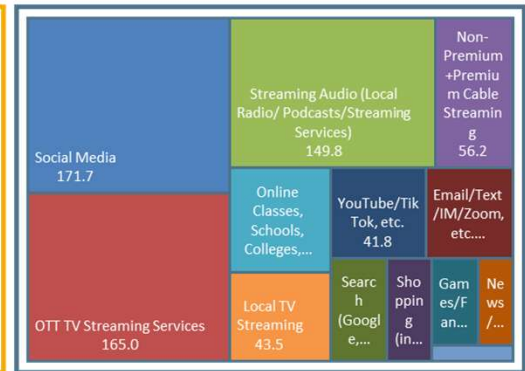 Social Media
171.7
OTT TV Streaming Services
165.0
Streaming Audio (Local
Radio/ Podcasts/Streaming
Services)
149.8
Non-
Premium
+Premiu
m Cable
Streamin
g
56.2
Online
Classes,
Schools,
Colleges,...
Local TV
Streaming
43.5
YouTube/Tik
Tok, etc.
41.8
Email/Text
/IM/Zoom,
etc....
Searc
h
(Googl
e,...
Sho
ppin
g
(in...
Gam
es/F
an...
Ne
ws
/...